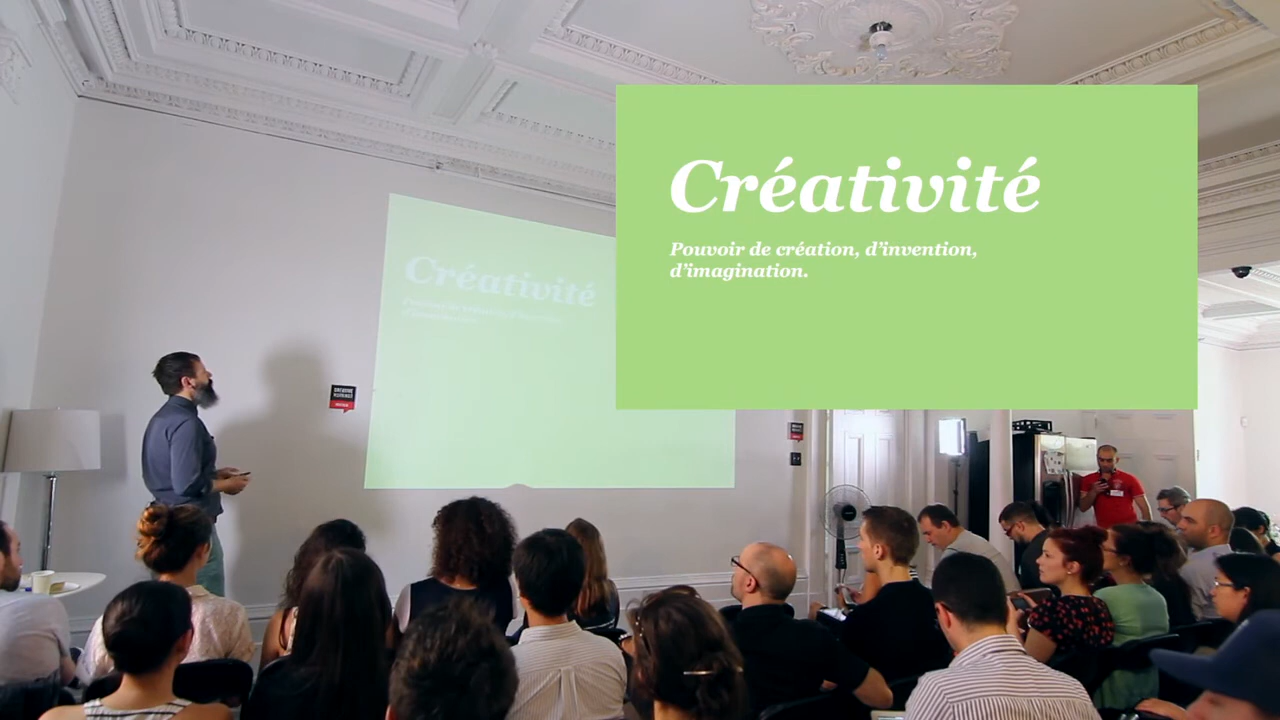 Créativité
Pouvoir de création, d'invention,
d'imagination.
Créativité